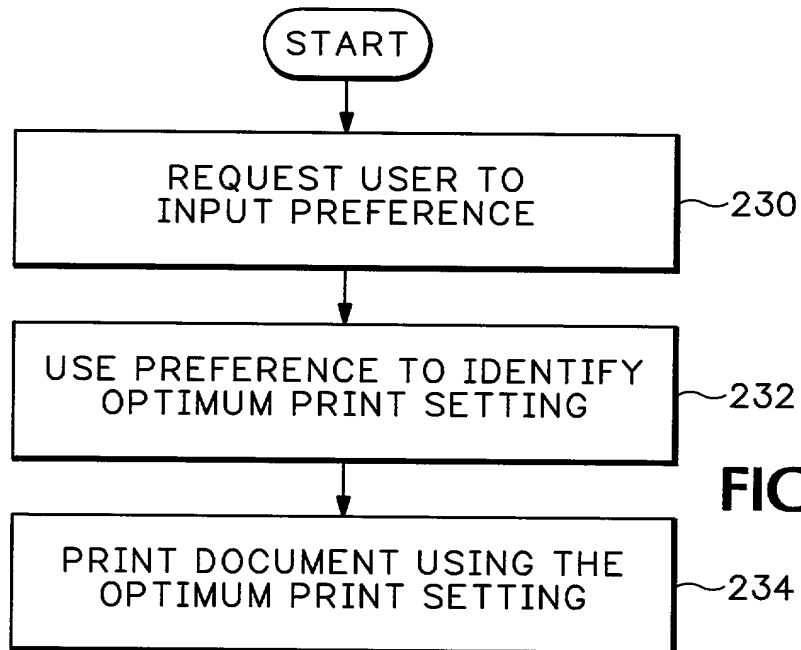 START
REQUEST USER TO
INPUT PREFERENCE
230
USE PREFERENCE TO IDENTIFY
OPTIMUM PRINT SETTING
232
FIG
PRINT DOCUMENT USING THE
OPTIMUM PRINT SETTING
234